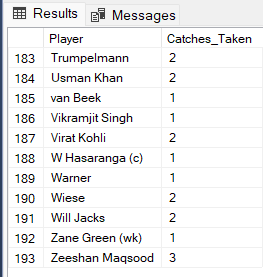 Results Messages
Player Catches_Taken
183 Trumpelmann 2
184 Usman Khan 2
185 van Beek 1
186 Vikramjit Singh 1
187 Virat Kohli 2
188 W Hasaranga (c) 1
189 Warner 1
190 Wiese 2
191 Will Jacks 2
192 Zane Green (wk) 1
193 Zeeshan Maqsood 3